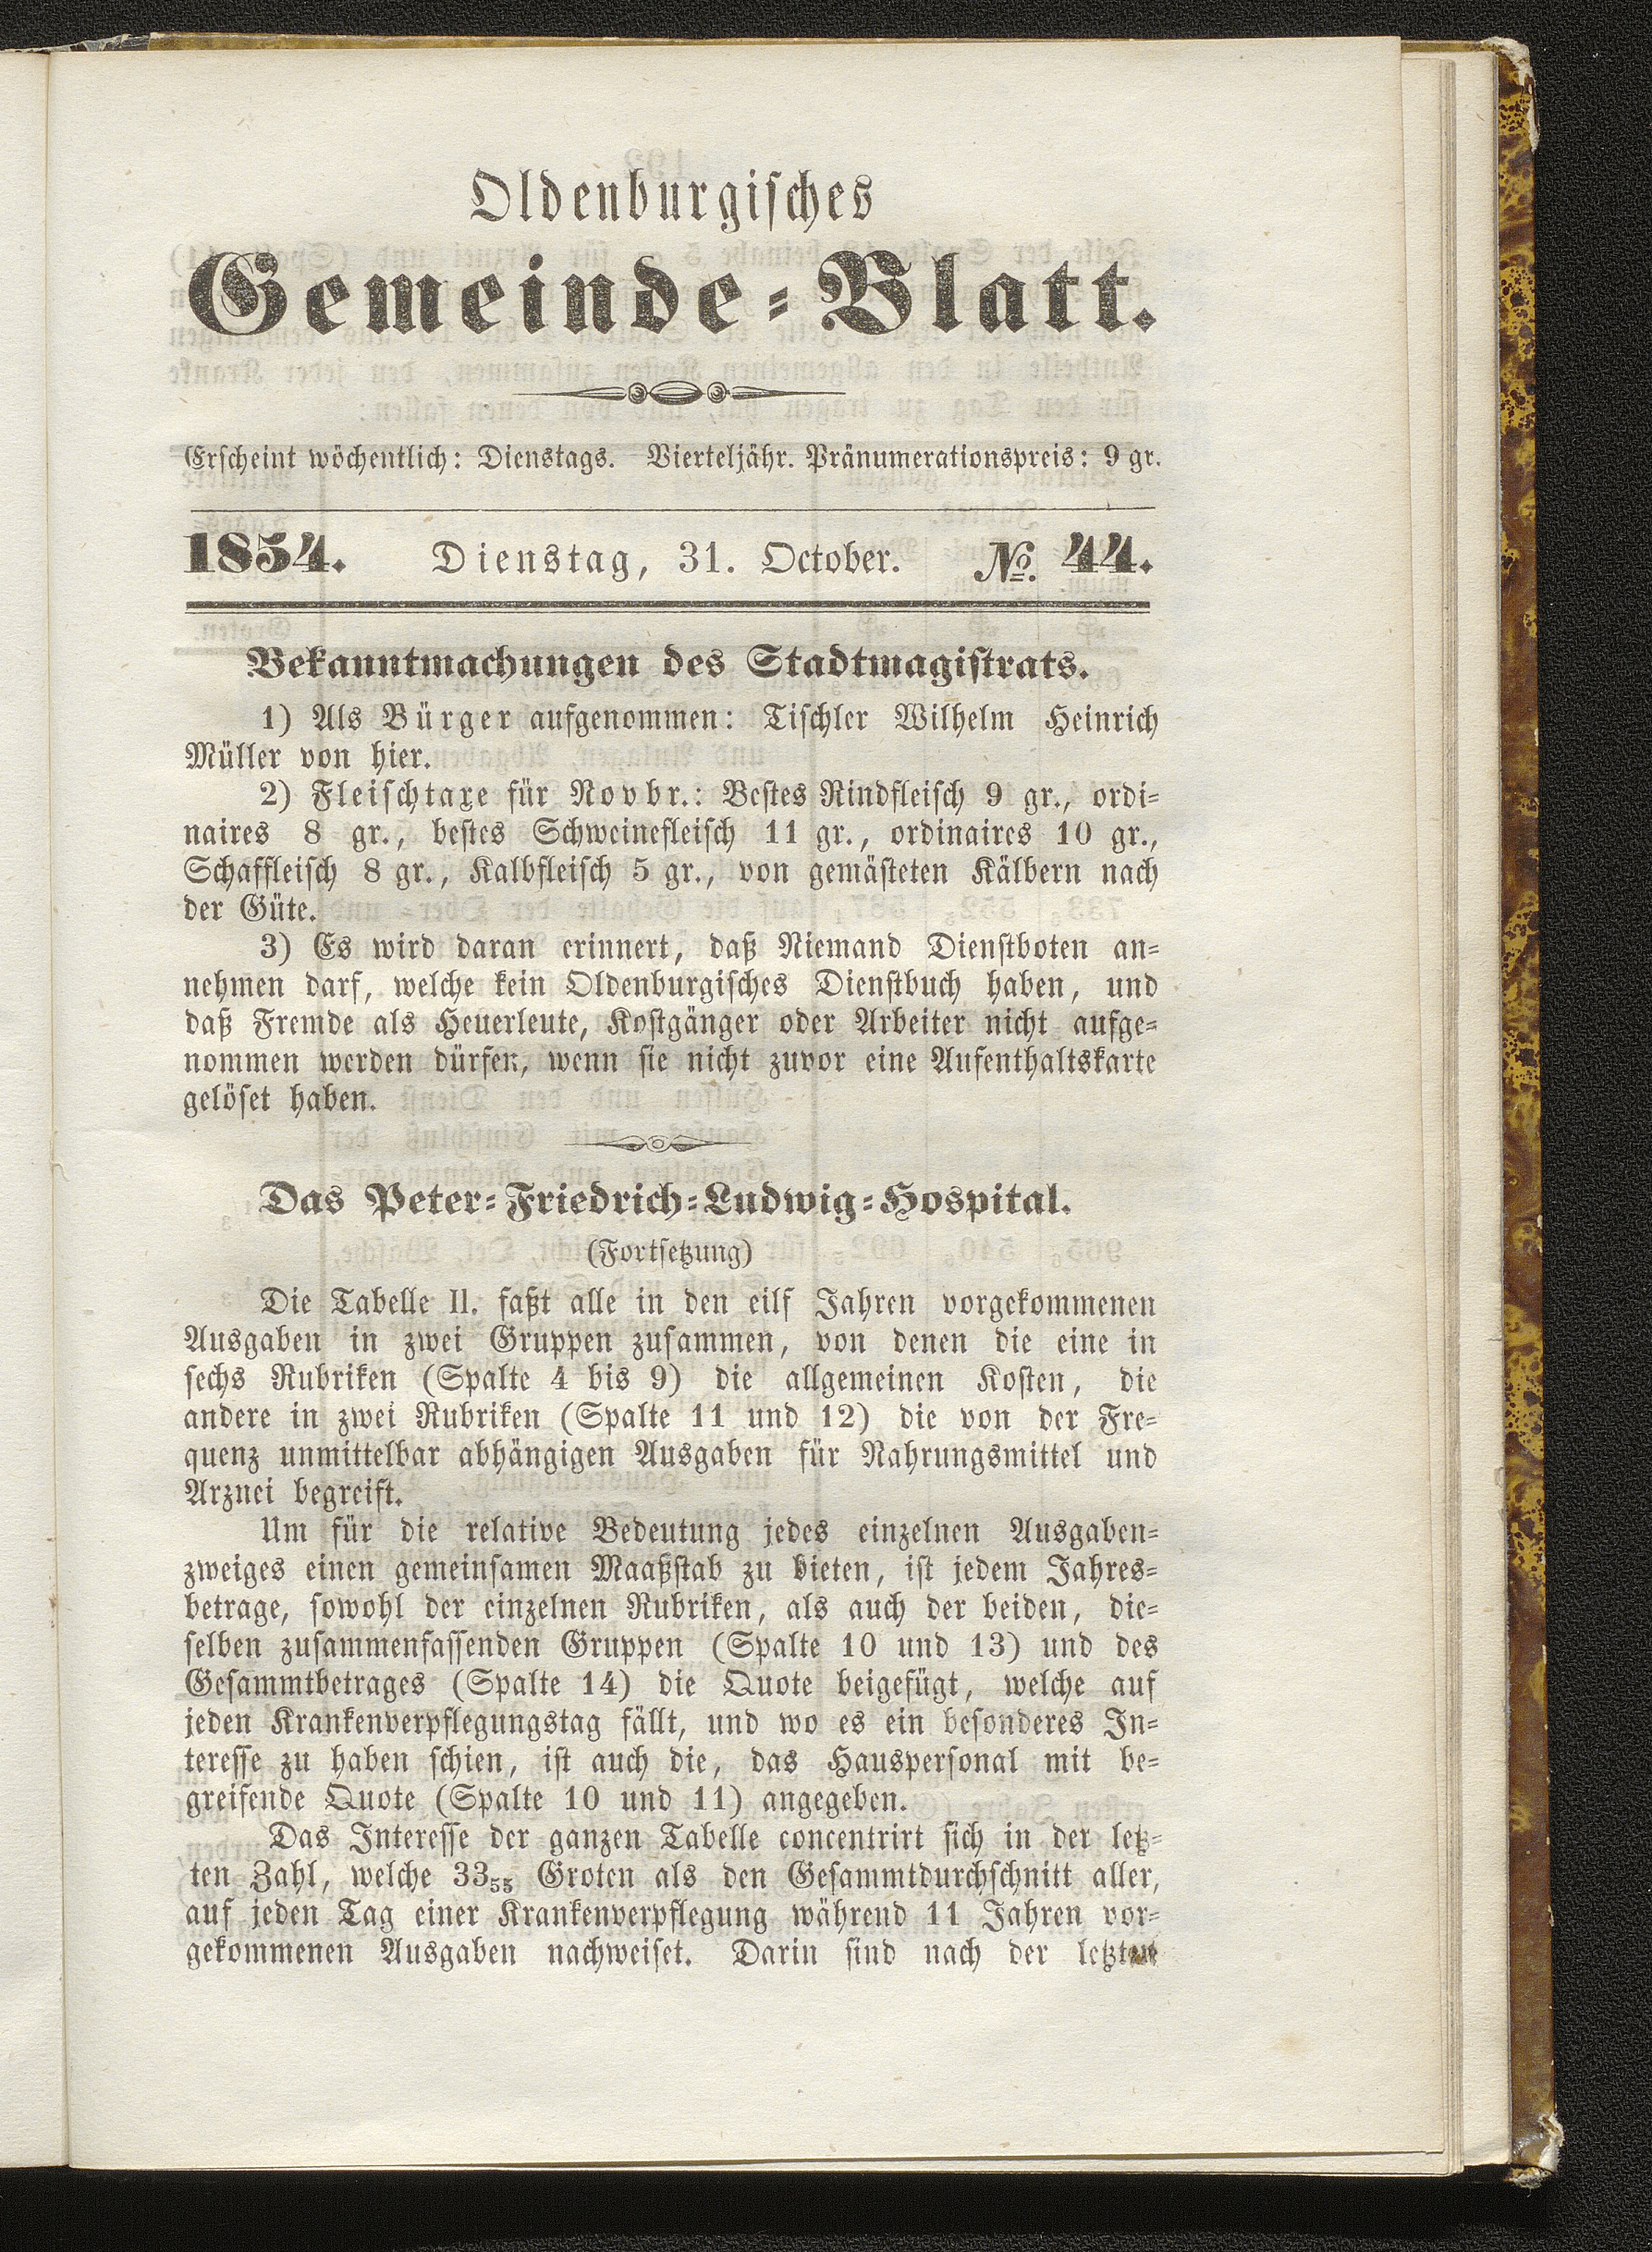 Oldenburgisches
Gemeinde-Blatt.
Erscheint wöchentlich: Dienstags. Vierteljähr. Pränumerationspreis: 9 gr.
1854. Dienstag, 31. October. No. 44.
Bekanntmachungen des Stadtmagistrats.
1) Als Bürger aufgenommen: Tischler Wilhelm Heinrich
Müller von hier.
2) Fleischtaxe für Novbr.: Bestes Rindfleisch 9 gr., ordi-
naires 8 gr., bestes Schweinefleisch 11 gr., ordinaires 10 gr.,
Schaffleisch 8 gr., Kalbfleisch 5 gr., von gemästeten Kälbern nach
der Güte.
3) Es wird daran erinnert, daß Niemand Dienstboten an-
nehmen darf, welche kein Oldenburgisches Dienstbuch haben, und
daß Fremde als Heuerleute, Kostgänger oder Arbeiter nicht aufge-
nommen werden dürfen, wenn sie nicht zuvor eine Aufenthaltskarte
gelöset haben.
Das Peter-Friedrich-Ludwig-Hospital.
(Fortsetzung)
Die Tabelle II. faßt alle in den eilf Jahren vorgekommenen
Ausgaben in zwei Gruppen zusammen, von denen die eine in
sechs Rubriken (Spalte 4 bis 9) die allgemeinen Kosten, die
andere in zwei Rubriken (Spalte 11 und 12) die von der Fre-
quenz unmittelbar abhängigen Ausgaben für Nahrungsmittel und
Arznei begreift.
Um für die relative Bedeutung jedes einzelnen Ausgaben-
zweiges einen gemeinsamen Maaßstab zu bieten, ist jedem Jahres-
betrage, sowohl der einzelnen Rubriken, als auch der beiden, die-
selben zusammenfassenden Gruppen (Spalte 10 und 13) und des
Gesammtbetrages (Spalte 14) die Quote beigefügt, welche auf
jeden Krankenverpflegungstag fällt, und wo es ein besonderes In-
teresse zu haben schien, ist auch die, das Hauspersonal mit be-
greifende Quote (Spalte 10 und 11) angegeben.
Das Interesse der ganzen Tabelle concentrirt sich in der letz-
ten Zahl, welche 33₅₅ Groten als den Gesammtdurchschnitt aller,
auf jeden Tag einer Krankenverpflegung während 11 Jahren vor-
gekommenen Ausgaben nachweiset. Darin sind nach der letzten